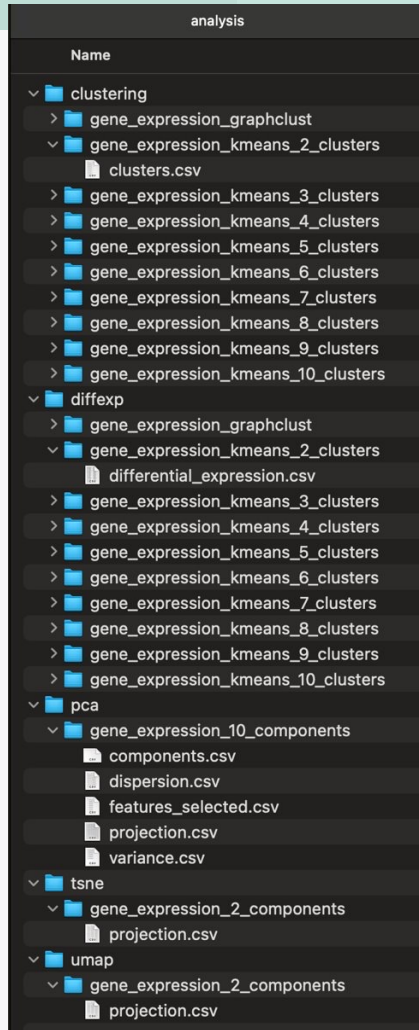 analysis
Name
clustering
gene_expression_graphclust
gene_expression_kmeans_2_clusters
clusters.csv
gene_expression_kmeans_3_clusters
gene_expression_kmeans_4_clusters
gene_expression_kmeans_5_clusters
gene_expression_kmeans_6_clusters
gene_expression_kmeans_7_clusters
gene_expression_kmeans_8_clusters
gene_expression_kmeans_9_clusters
gene_expression_kmeans_10_clusters
diffexp
gene_expression_graphclust
gene_expression_kmeans_2_clusters
differential_expression.csv
gene_expression_kmeans_3_clusters
gene_expression_kmeans_4_clusters
gene_expression_kmeans_5_clusters
gene_expression_kmeans_6_clusters
gene_expression_kmeans_7_clusters
gene_expression_kmeans_8_clusters
gene_expression_kmeans_9_clusters
gene_expression_kmeans_10_clusters
pca
gene_expression_10_components
components.csv
dispersion.csv
features_selected.csv
projection.csv
variance.csv
tsne
gene_expression_2_components
projection.csv
umap
gene_expression_2_components
projection.csv